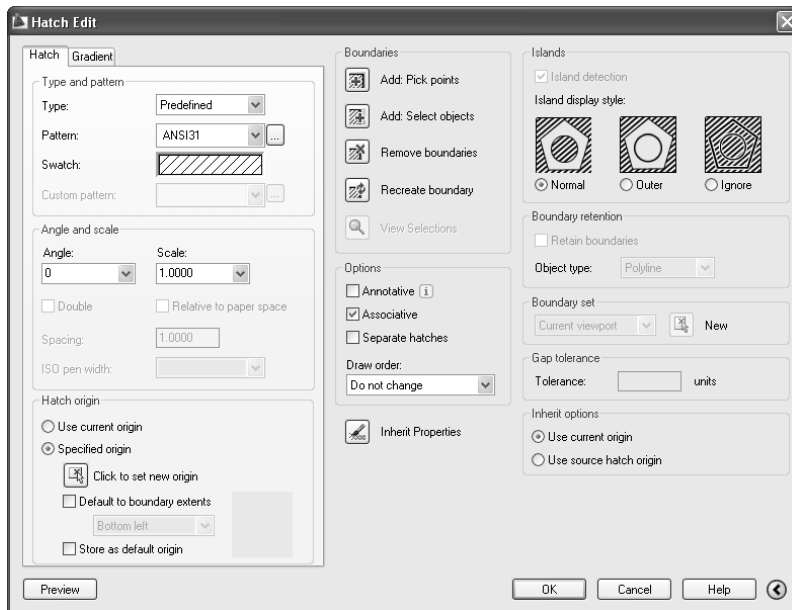 Hatch Edit
Hatch
Gradient
Type and pattern
Type:
Predefined
Pattern:
ANSI31
...
Swatch:
Custom pattern:
...
Angle and scale
Angle:
Scale:
0
1.0000
Double
Relative to paper space
Spacing:
1.0000
ISO pen width:
Hatch origin
Use current origin
Specified origin
Click to set new origin
Default to boundary extents
Bottom left
Store as default origin
Preview
Boundaries
Add: Pick points
Add: Select objects
Remove boundaries
Recreate boundary
View Selections
Options
Annotative
Associative
Separate hatches
Draw order:
Do not change
Inherit Properties
Islands
Island detection
Island display style:
Normal
Outer
Ignore
Boundary retention
Retain boundaries
Object type:
Polyline
Boundary set
Current viewport
New
Gap tolerance
Tolerance:
units
Inherit options
Use current origin
Use source hatch origin
OK
Cancel
Help